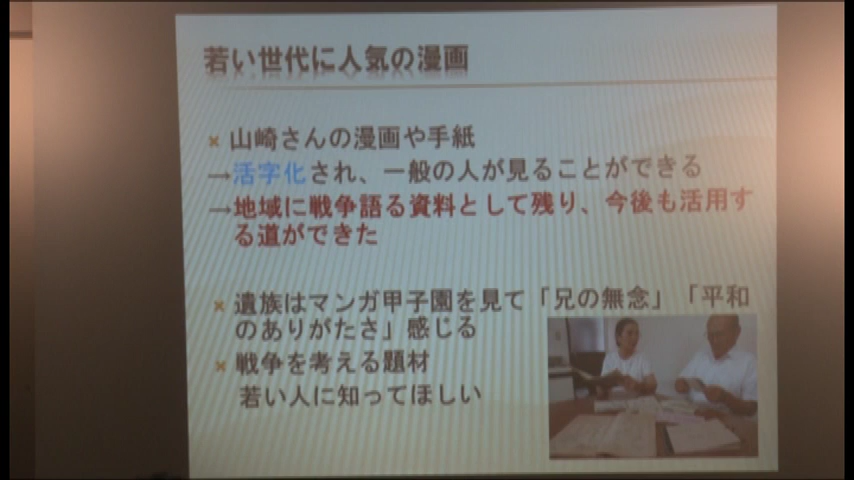 若い世代に人気の漫画
×山崎さんの漫画や手紙
→活字化され、一般の人が見ることができる
→地域に戦争語る資料として残り、今後も活用す
る道ができた
×遺族はマンガ甲子園を見て「兄の無念」「平和
のありがたさ」感じる
×戦争を考える題材
若い人に知ってほしい